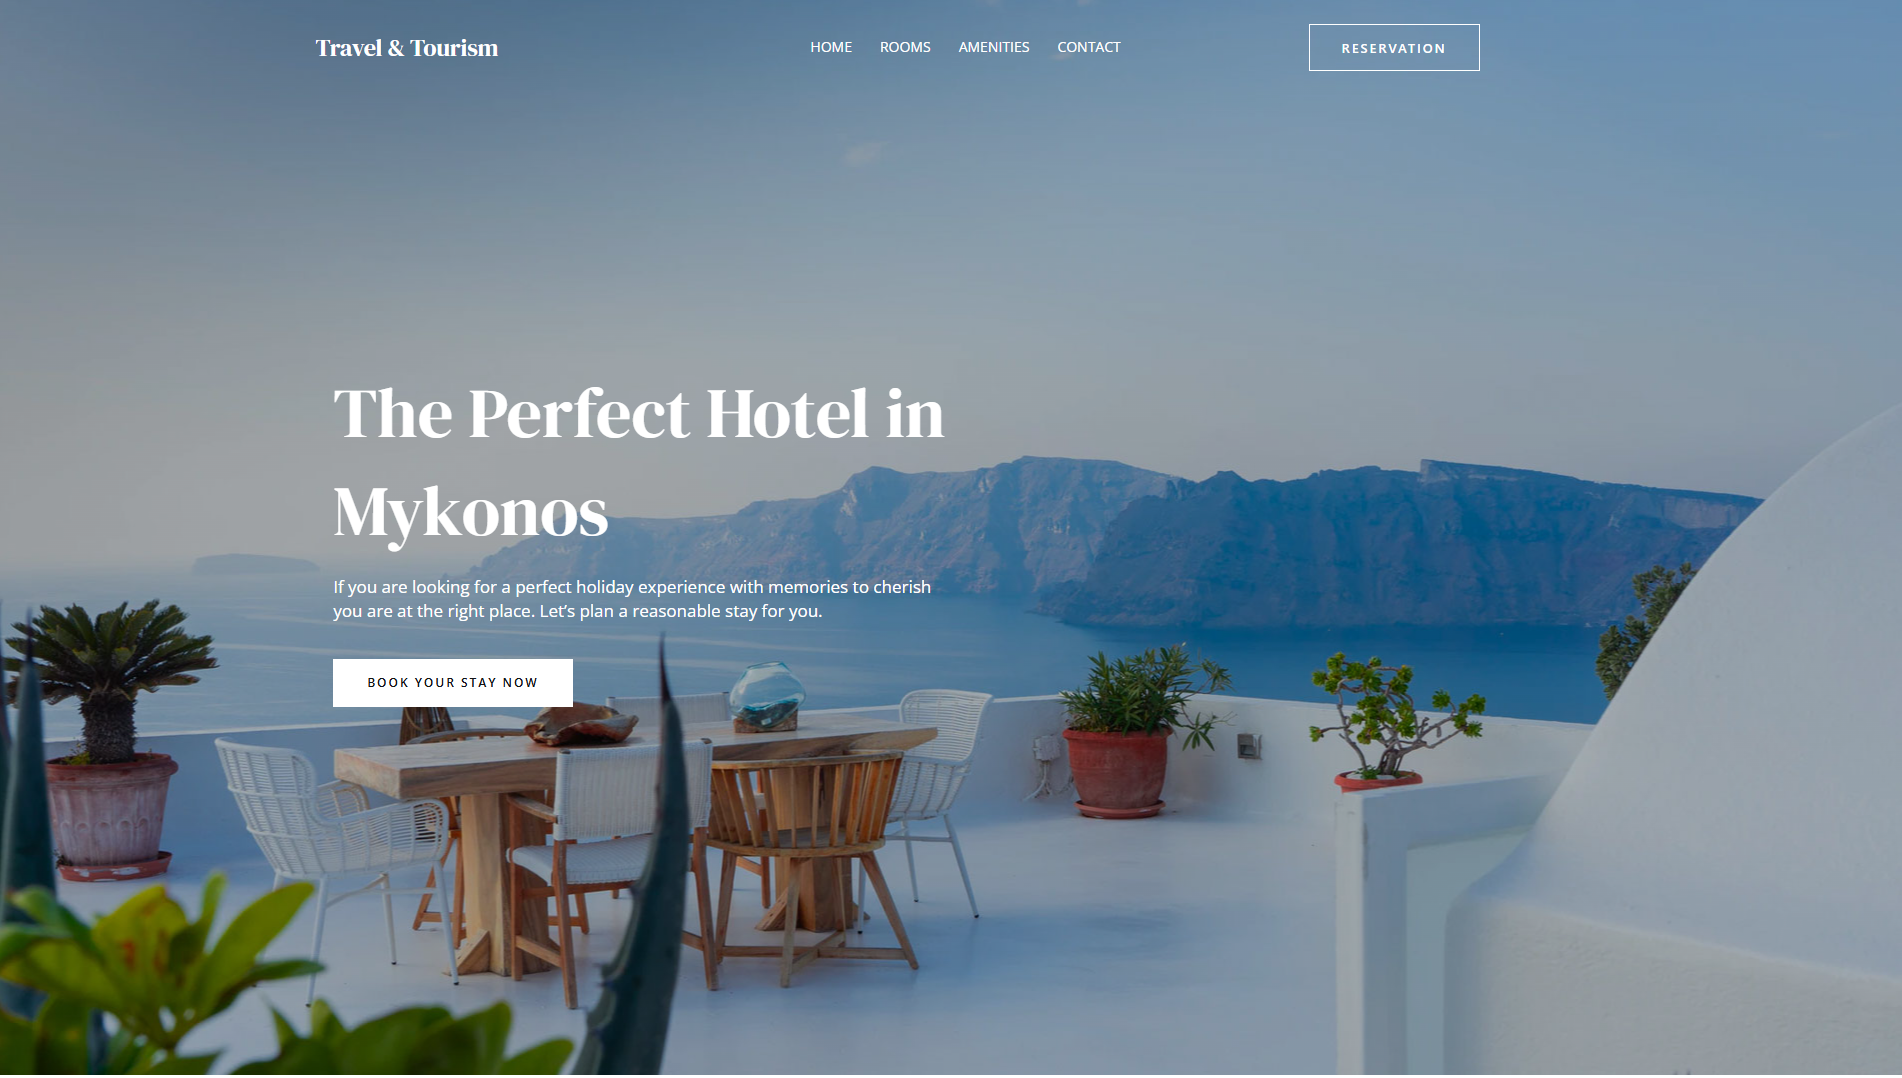 Travel & Tourism
HOME ROOMS AMENITIES CONTACT
RESERVATION
The Perfect Hotel in
Mykonos
If you are looking for a perfect holiday experience with memories to cherish
you are at the right place. Let’s plan a reasonable stay for you.
BOOK YOUR STAY NOW